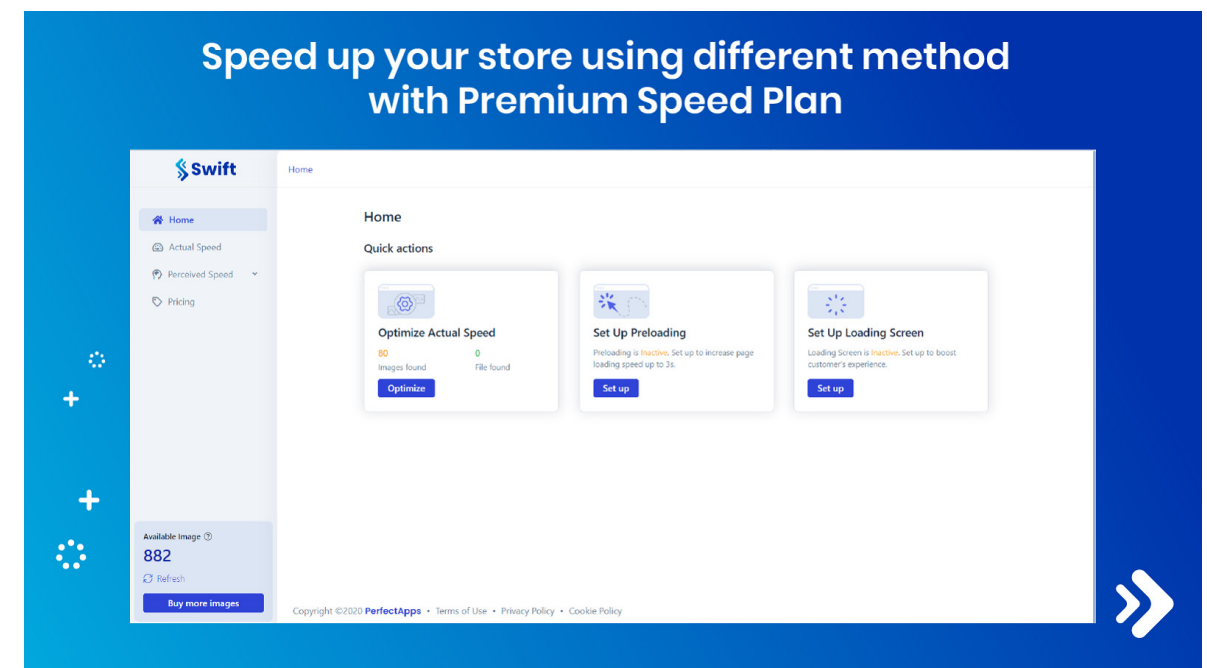 Speed up your store using different method
with Premium Speed Plan
Swift
Home
Home
Actual Speed
Perceived Speed
Pricing
Home
Quick actions
Optimize Actual Speed
80
0
Images found
File found
Optimize
Set Up Preloading
Preloading is Inactive. Set up to increase page
loading speed up to 3s.
Set up
Set Up Loading Screen
Loading Screen is Inactive. Set up to boost
customer's experience.
Set up
Available Image
882
Refresh
Buy more images
Copyright ©2020 PerfectApps • Terms of Use • Privacy Policy • Cookie Policy